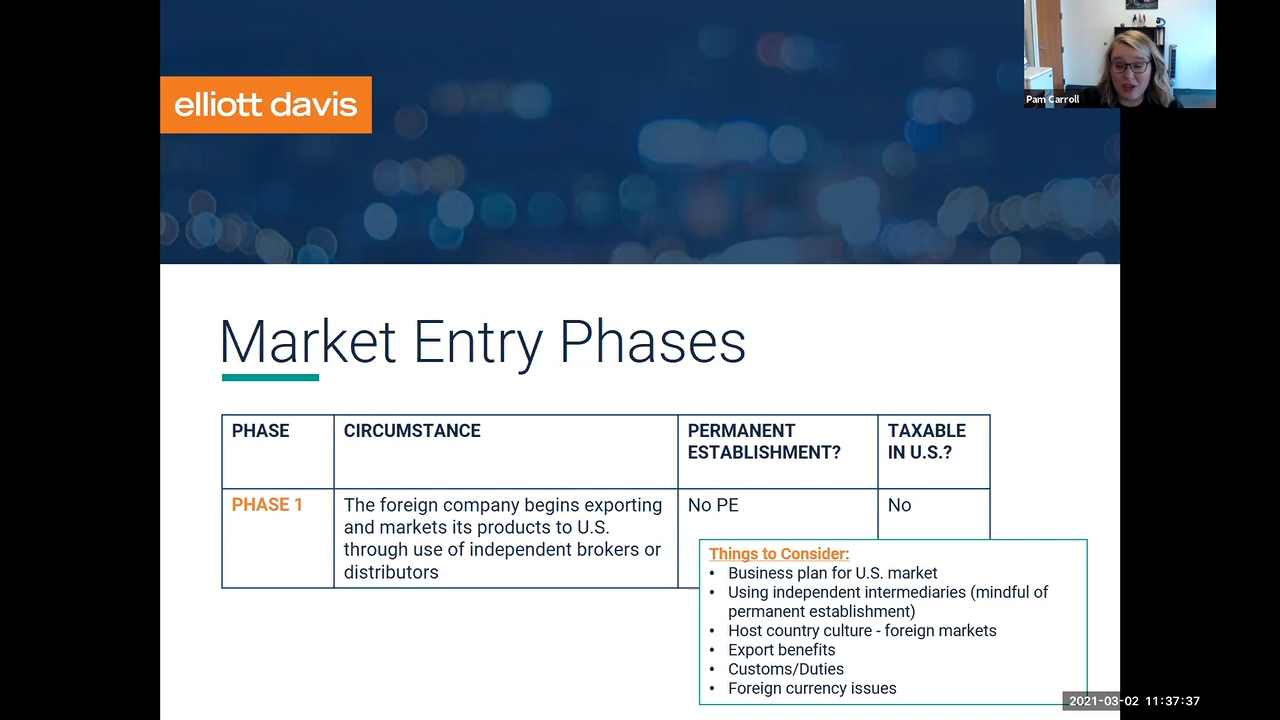 elliott davis
Pam Carroll
Market Entry Phases
PHASE
CIRCUMSTANCE
PERMANENT
ESTABLISHMENT?
TAXABLE
IN U.S.?
PHASE 1
The foreign company begins exporting
and markets its products to U.S.
through use of independent brokers or
distributors
No PE
No
Things to Consider:
• Business plan for U.S. market
• Using independent intermediaries (mindful of
permanent establishment)
• Host country culture - foreign markets
• Export benefits
• Customs/Duties
• Foreign currency issues
2021-03-02 11:37:37